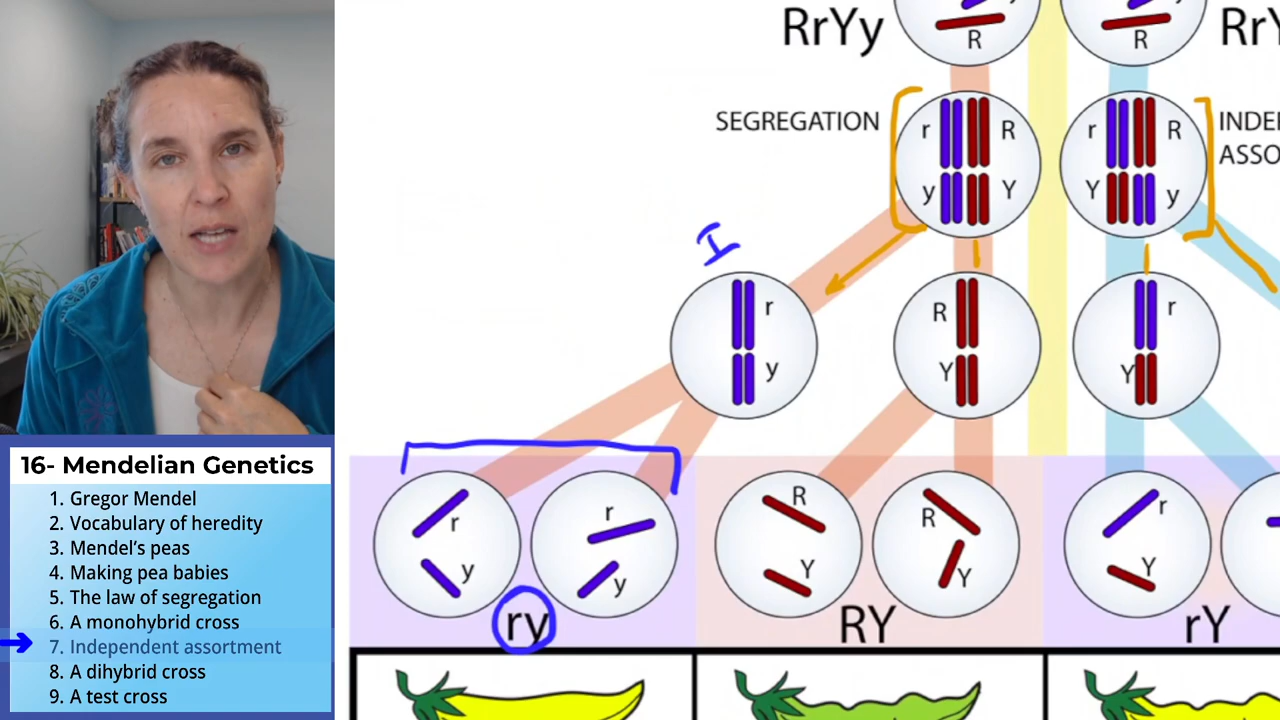 RrYy
RrY
y
R
R
SEGREGATION
r
R
y
Y
r
R
Y
y
INDE
ASSO
I
r
y
R
Y
r
Y
r
y
r
y
R
Y
R
Y
r
Y
ry
RY
rY
16- Mendelian Genetics
1. Gregor Mendel
2. Vocabulary of heredity
3. Mendel's peas
4. Making pea babies
5. The law of segregation
6. A monohybrid cross
7. Independent assortment
8. A dihybrid cross
9. A test cross